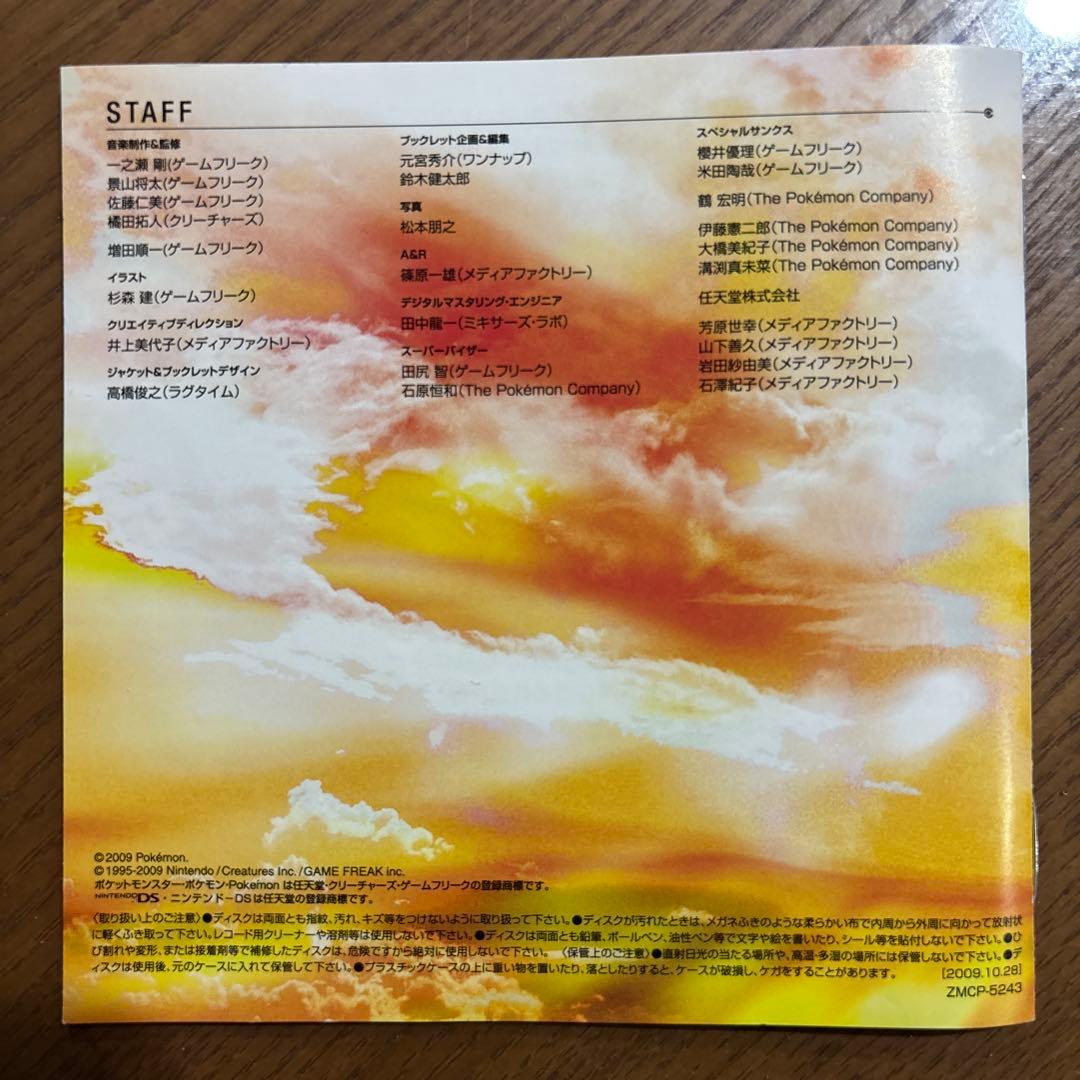 STAFF
音楽制作&監修
一之瀬 剛(ゲームフリーク)
景山将太(ゲームフリーク)
佐藤仁美(ゲームフリーク)
橘田拓人(クリーチャーズ)
増田順一(ゲームフリーク)
イラスト
杉森 建(ゲームフリーク)
クリエイティブディレクション
井上美代子(メディアファクトリー)
ジャケット&ブックレットデザイン
高橋俊之(ラグタイム)
ブックレット企画&編集
元宮秀介(ワンナップ)
鈴木健太郎
写真
松本朋之
A&R
篠原一雄(メディアファクトリー)
デジタルマスタリング・エンジニア
田中龍一(ミキサーズ・ラボ)
スーパーバイザー
田尻 智(ゲームフリーク)
石原恒和(The Pokémon Company)
スペシャルサンクス
櫻井優理(ゲームフリーク)
米田陶哉(ゲームフリーク)
鶴 宏明(The Pokémon Company)
伊藤憲二郎(The Pokémon Company)
大橋美紀子(The Pokémon Company)
溝渕真未菜(The Pokémon Company)
任天堂株式会社
芳原世幸(メディアファクトリー)
山下善久(メディアファクトリー)
岩田紗由美(メディアファクトリー)
石澤紀子(メディアファクトリー)
©2009 Pokémon.
©1995-2009 Nintendo/Creatures Inc./GAME FREAK inc.
ポケットモンスター・ポケモン・Pokemon は任天堂・クリーチャーズ・ゲームフリークの登録商標です。
NINTENDO DS・ニンテンドーDSは任天堂の登録商標です。
〈取り扱い上のご注意〉●ディスクは両面とも指紋、汚れ、キズ等をつけないように取り扱って下さい。●ディスクが汚れたときは、メガネふきのような柔らかい布で内周から外周に向かって放射状
に軽くふき取って下さい。レコード用クリーナーや溶剤等は使用しないで下さい。●ディスクは両面とも鉛筆、ボールペン、油性ペン等で文字や絵を書いたり、シール等を貼付しないで下さい。●ひ
び割れや変形、または接着剤等で補修したディスクは、危険ですから絶対に使用しないで下さい。 〈保管上のご注意〉●直射日光の当たる場所や、高温・多湿の場所には保管しないで下さい。●デ
ィスクは使用後、元のケースに入れて保管して下さい。●プラスチックケースの上に重い物を置いたり、落としたりすると、ケースが破損し、ケガをすることがあります。
[2009.10.28]
ZMCP-5243